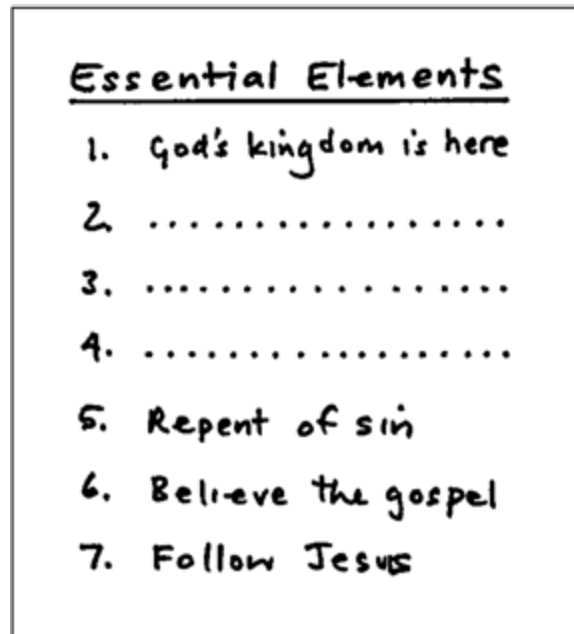 Essential Elements
1. God's kingdom is here
2. .................
3. .................
4. .................
5. Repent of sin
6. Believe the gospel
7. Follow Jesus